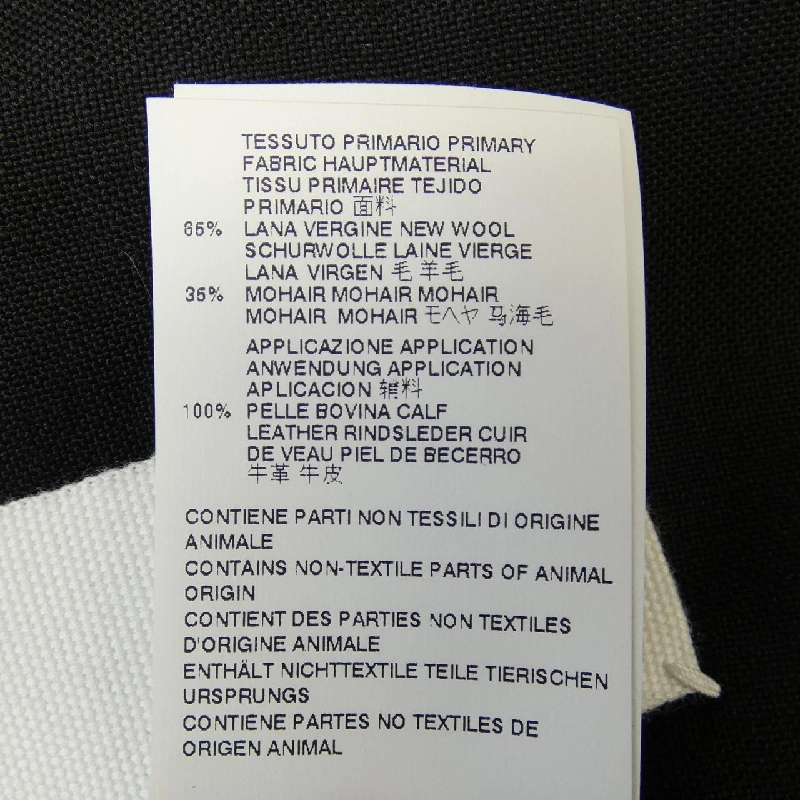 TESSUTO PRIMARIO PRIMARY
FABRIC HAUPTMATERIAL
TISSU PRIMAIRE TEJIDO
PRIMARIO 面料
65% LANA VERGINE NEW WOOL
SCHURWOLLE LAINE VIERGE
LANA VIRGEN 毛 羊毛
35% MOHAIR MOHAIR MOHAIR
MOHAIR MOHAIR モヘヤ 马海毛
APPLICAZIONE APPLICATION
ANWENDUNG APPLICATION
APLICACION 辅料
100% PELLE BOVINA CALF
LEATHER RINDSLEDER CUIR
DE VEAU PIEL DE BECERRO
牛革 牛皮
CONTIENE PARTI NON TESSILI DI ORIGINE
ANIMALE
CONTAINS NON-TEXTILE PARTS OF ANIMAL
ORIGIN
CONTIENT DES PARTIES NON TEXTILES
D'ORIGINE ANIMALE
ENTHÄLT NICHTTEXTILE TEILE TIERISCHEN
URSPRUNGS
CONTIENE PARTES NO TEXTILES DE
ORIGEN ANIMAL